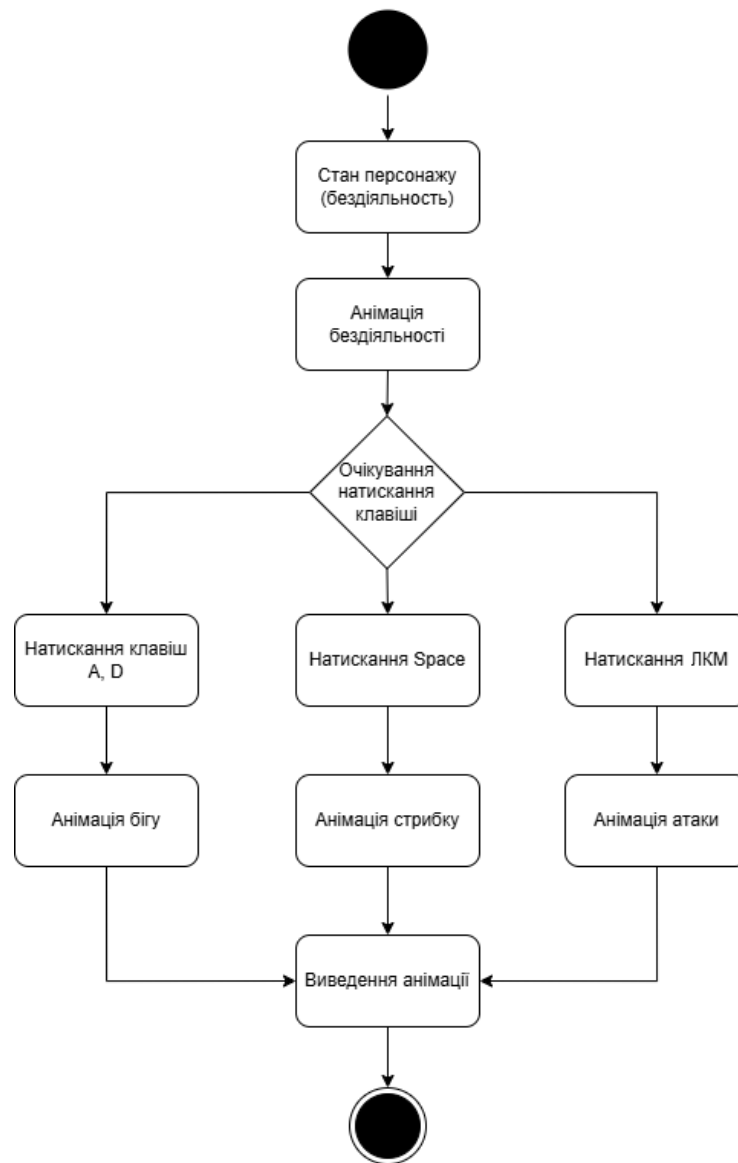 Стан персонажу
(бездіяльность)
Анімація
бездіяльності
Очікування
натискання
клавіші
Натискання клавіш
A, D
Натискання Space
Натискання ЛКМ
Анімація бігу
Анімація стрибку
Анімація атаки
Виведення анімації